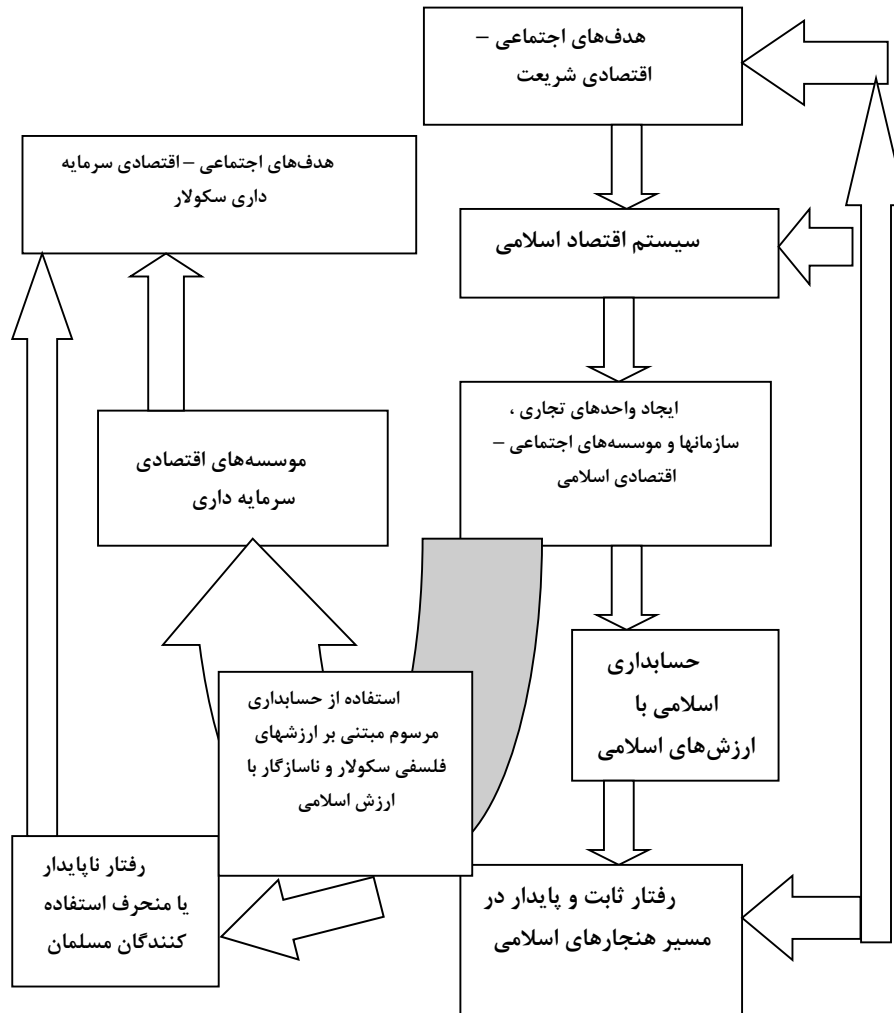 هدف‌های اجتماعی –
اقتصادی شریعت
هدف‌های اجتماعی – اقتصادی سرمایه
داری سکولار
سیستم اقتصاد اسلامی
ایجاد واحدهای تجاری ،
سازمانها و موسسه‌های اجتماعی –
اقتصادی اسلامی
موسسه‌های اقتصادی
سرمایه داری
حسابداری
اسلامی با
ارزش‌های اسلامی
استفاده از حسابداری
مرسوم مبتنی بر ارزشهای
فلسفی سکولار و ناسازگار با
ارزش اسلامی
رفتار ثابت و پایدار در
مسیر هنجارهای اسلامی
رفتار ناپایدار
یا منحرف استفاده
کنندگان مسلمان